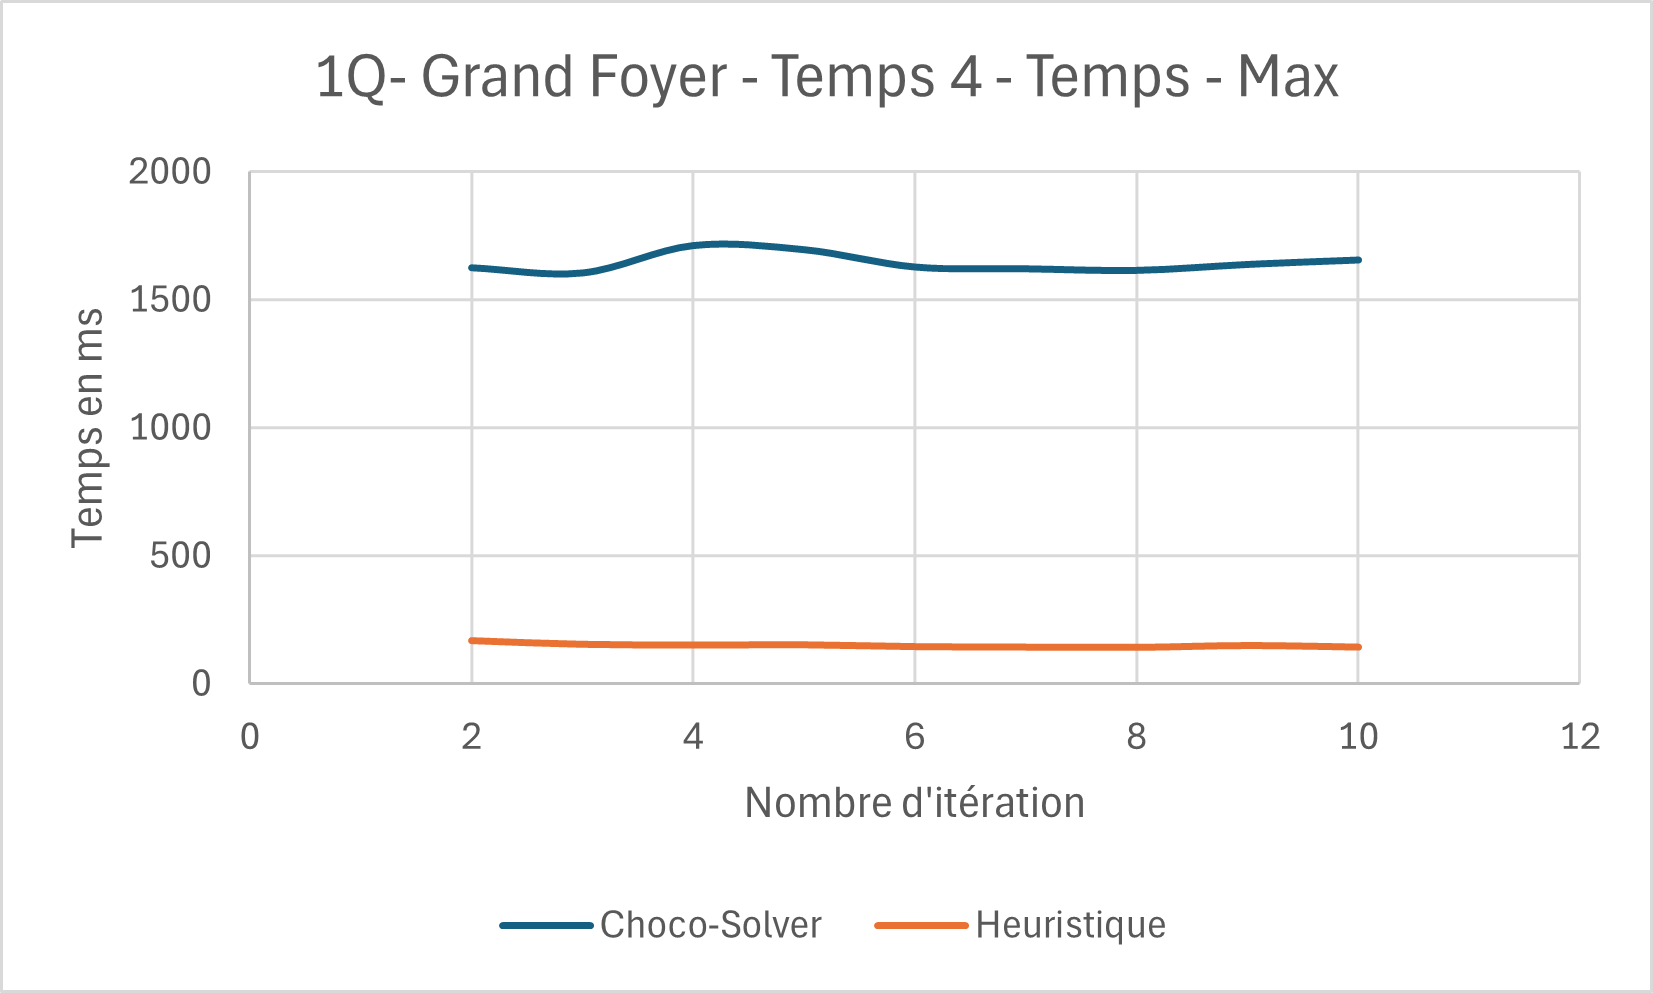 1Q- Grand Foyer - Temps 4 - Temps - Max
2000
1500
1000
500
0
Temps en ms
0 2 4 6 8 10 12
Nombre d'itération
Choco-Solver Heuristique